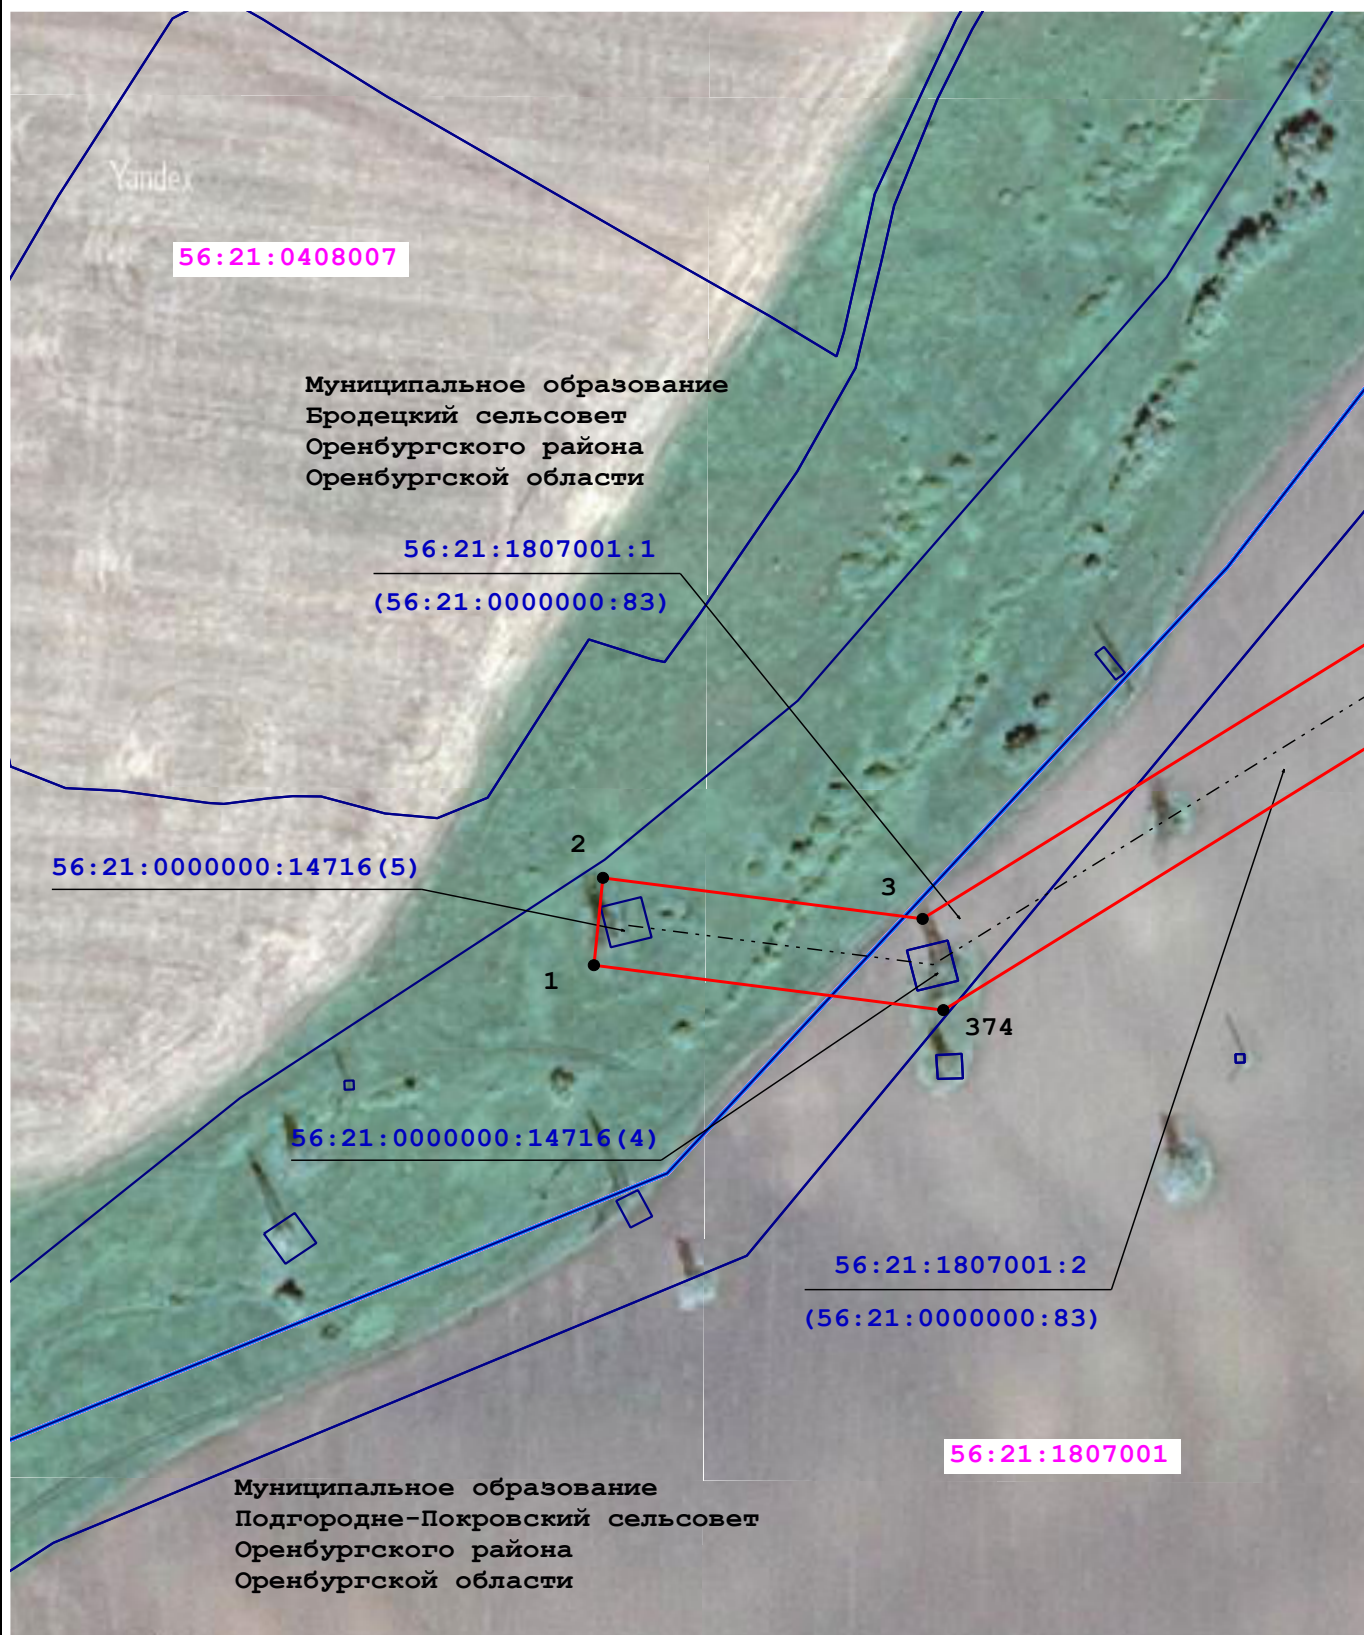 Yandex
56:21:0408007
Муниципальное образование
Бродецкий сельсовет
Оренбургского района
Оренбургской области
56:21:1807001:1
(56:21:0000000:83)
2
56:21:0000000:14716(5)
3
1
374
56:21:0000000:14716(4)
56:21:1807001:2
(56:21:0000000:83)
56:21:1807001
Муниципальное образование
Подгородне-Покровский сельсовет
Оренбургского района
Оренбургской области